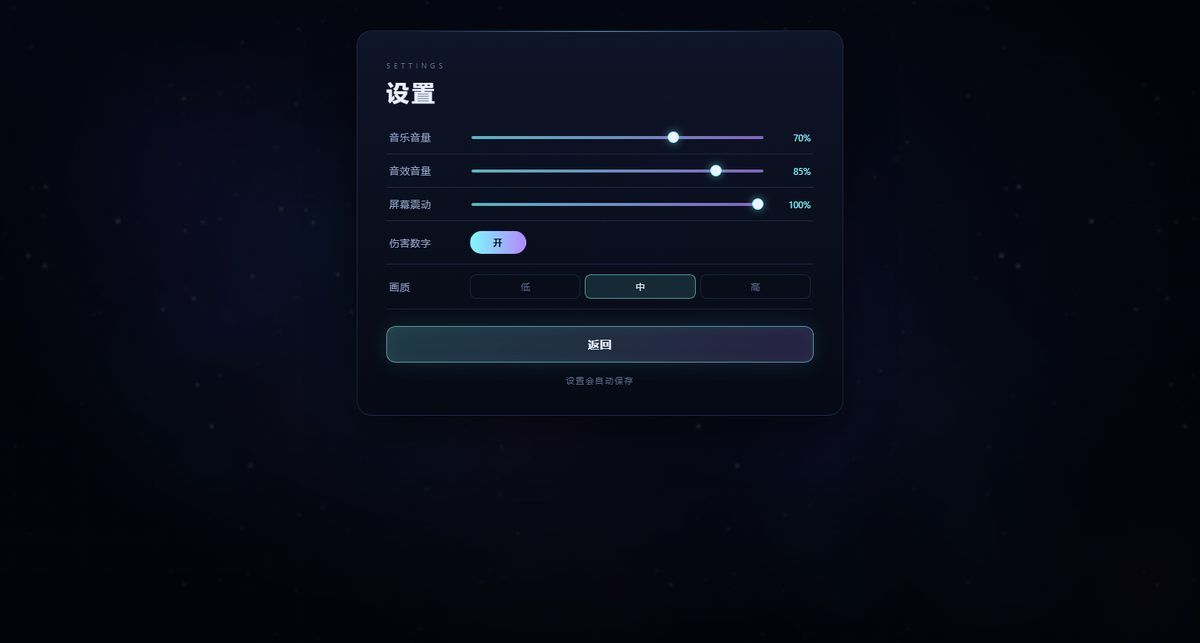 SETTINGS
设置
音乐音量 70%
音效音量 85%
屏幕震动 100%
伤害数字 开
画质 低 中 高
返回
设置会自动保存